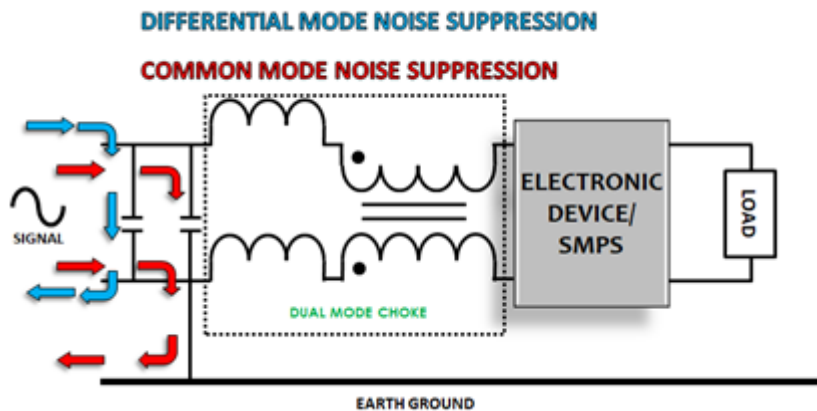 DIFFERENTIAL MODE NOISE SUPPRESSION
COMMON MODE NOISE SUPPRESSION
ELECTRONIC
DEVICE/
SMPS
LOAD
SIGNAL
DUAL MODE CHOKE
EARTH GROUND